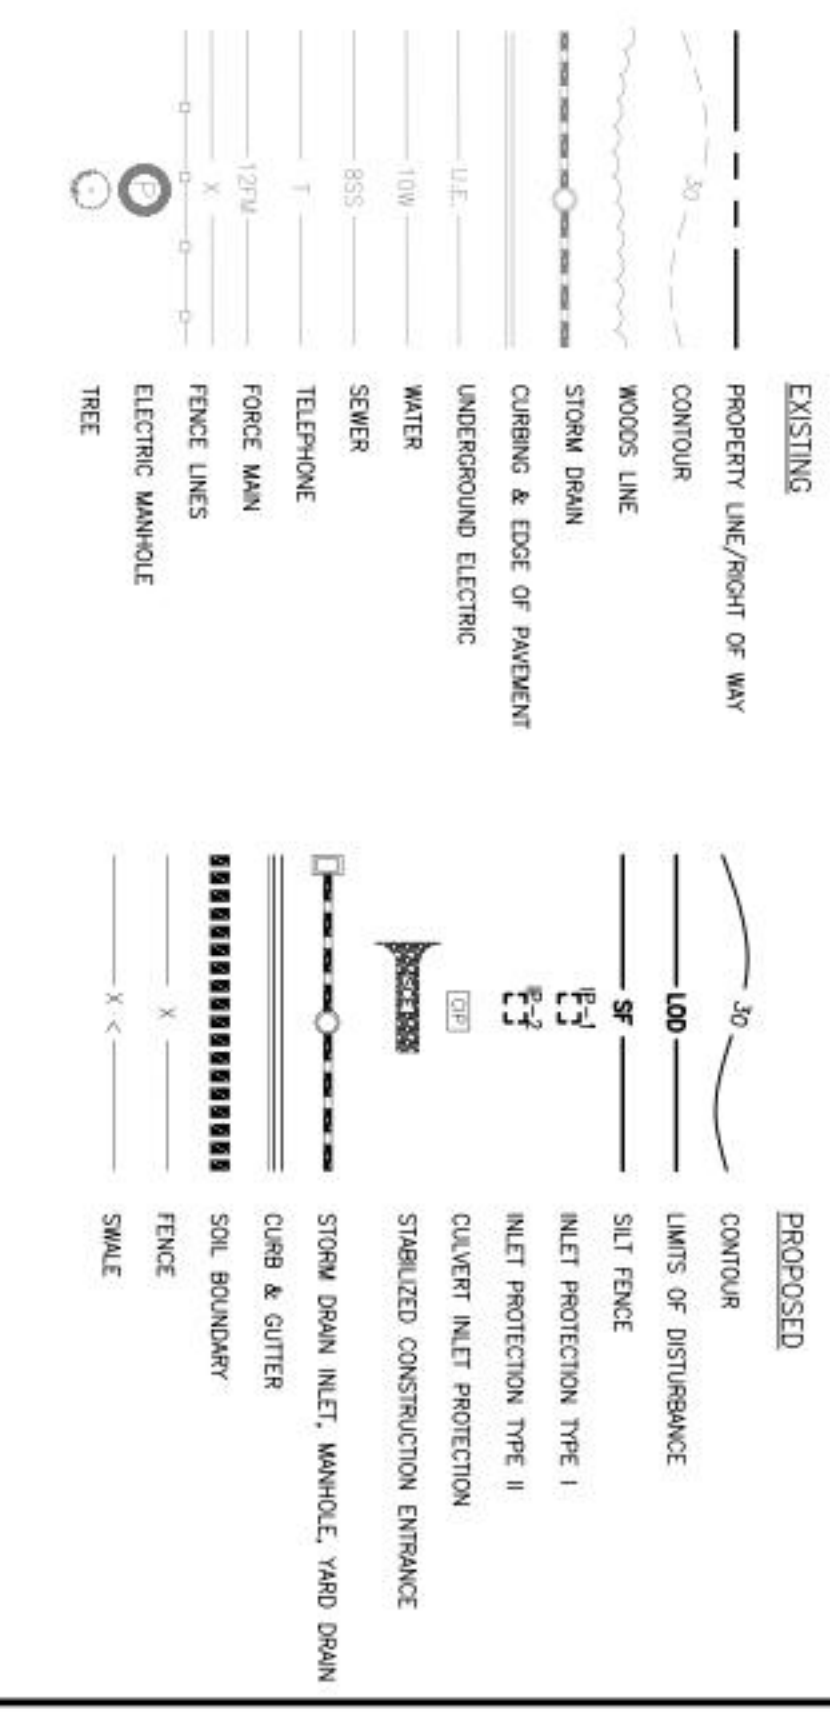 EXISTING
PROPERTY LINE/RIGHT OF WAY
30
CONTOUR
WOODS LINE
STORM DRAIN
CURBING & EDGE OF PAVEMENT
U.E.
UNDERGROUND ELECTRIC
10W
WATER
8SS
SEWER
T
TELEPHONE
12FM
FORCE MAIN
X
FENCE LINES
P
ELECTRIC MANHOLE
TREE
PROPOSED
30
CONTOUR
LOD
LIMITS OF DISTURBANCE
SF
SILT FENCE
IP-1
INLET PROTECTION TYPE I
IP-2
INLET PROTECTION TYPE II
CIP
CULVERT INLET PROTECTION
STABILIZED CONSTRUCTION ENTRANCE
STORM DRAIN INLET, MANHOLE, YARD DRAIN
CURB & GUTTER
SOIL BOUNDARY
X
FENCE
X <
SWALE